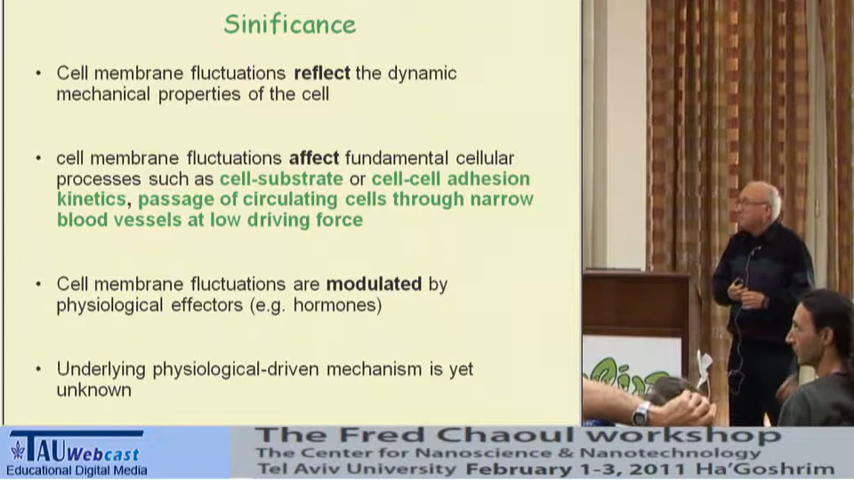 Sinificance
• Cell membrane fluctuations reflect the dynamic
mechanical properties of the cell
• cell membrane fluctuations affect fundamental cellular
processes such as cell-substrate or cell-cell adhesion
kinetics, passage of circulating cells through narrow
blood vessels at low driving force
• Cell membrane fluctuations are modulated by
physiological effectors (e.g. hormones)
• Underlying physiological-driven mechanism is yet
unknown
TAU Webcast
Educational Digital Media
The Fred Chaoul workshop
The Center for Nanoscience & Nanotechnology
Tel Aviv University February 1-3, 2011 Ha'Goshrim